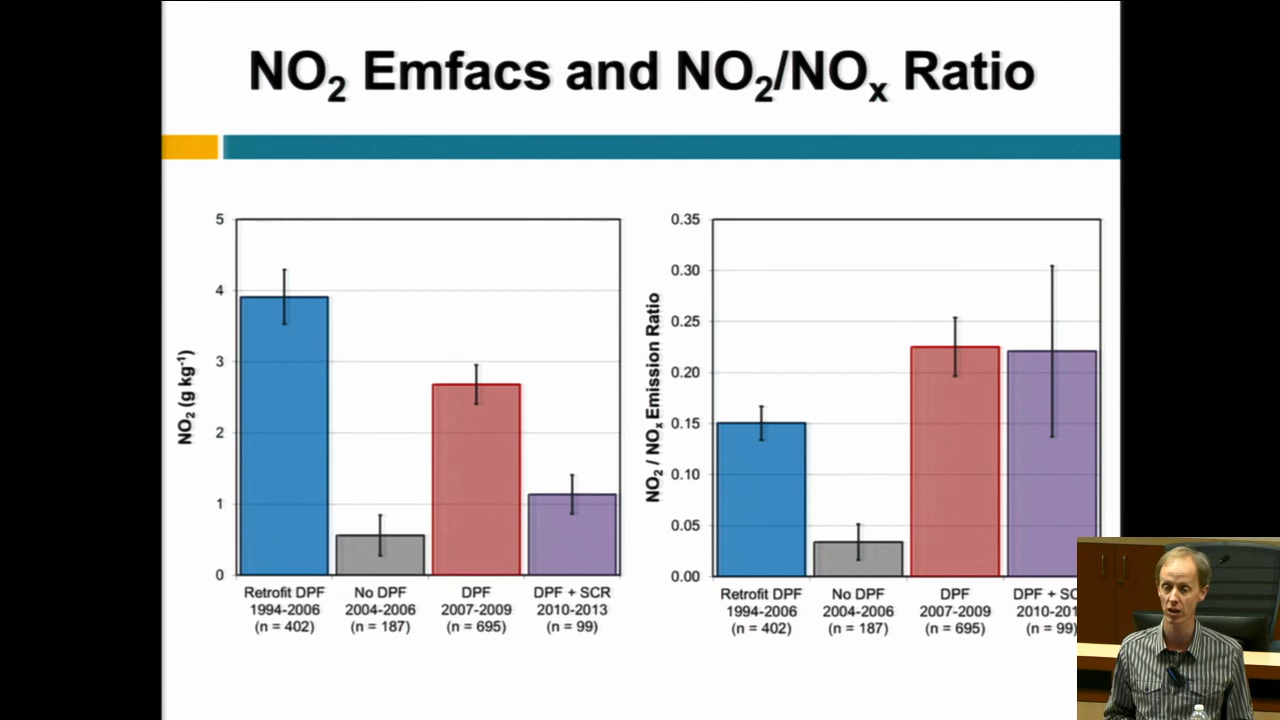 NO₂ Emfacs and NO₂/NOₓ Ratio
NO₂ (g kg⁻¹)
5
4
3
2
1
0
Retrofit DPF
1994-2006
(n = 402)
No DPF
2004-2006
(n = 187)
DPF
2007-2009
(n = 695)
DPF + SCR
2010-2013
(n = 99)
NO₂ / NOₓ Emission Ratio
0.35
0.30
0.25
0.20
0.15
0.10
0.05
0.00
Retrofit DPF
1994-2006
(n = 402)
No DPF
2004-2006
(n = 187)
DPF
2007-2009
(n = 695)
DPF + SC
2010-201
(n = 99)